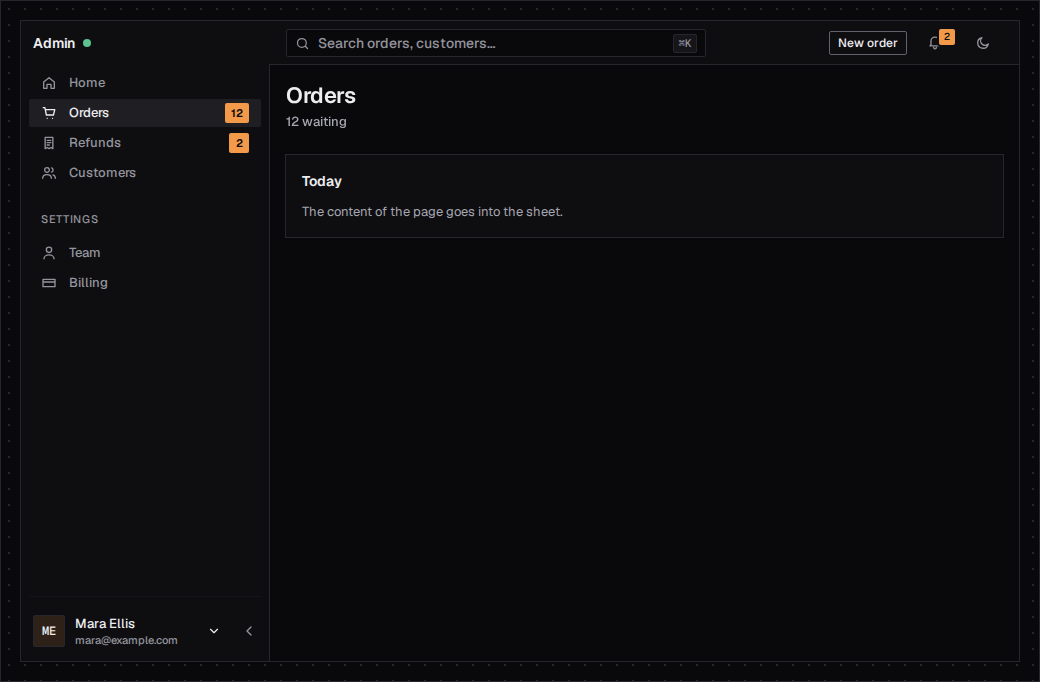 Admin
Search orders, customers... ⌘K
New order
2
Home
Orders 12
Refunds 2
Customers
SETTINGS
Team
Billing
ME
Mara Ellis
mara@example.com
Orders
12 waiting
Today
The content of the page goes into the sheet.